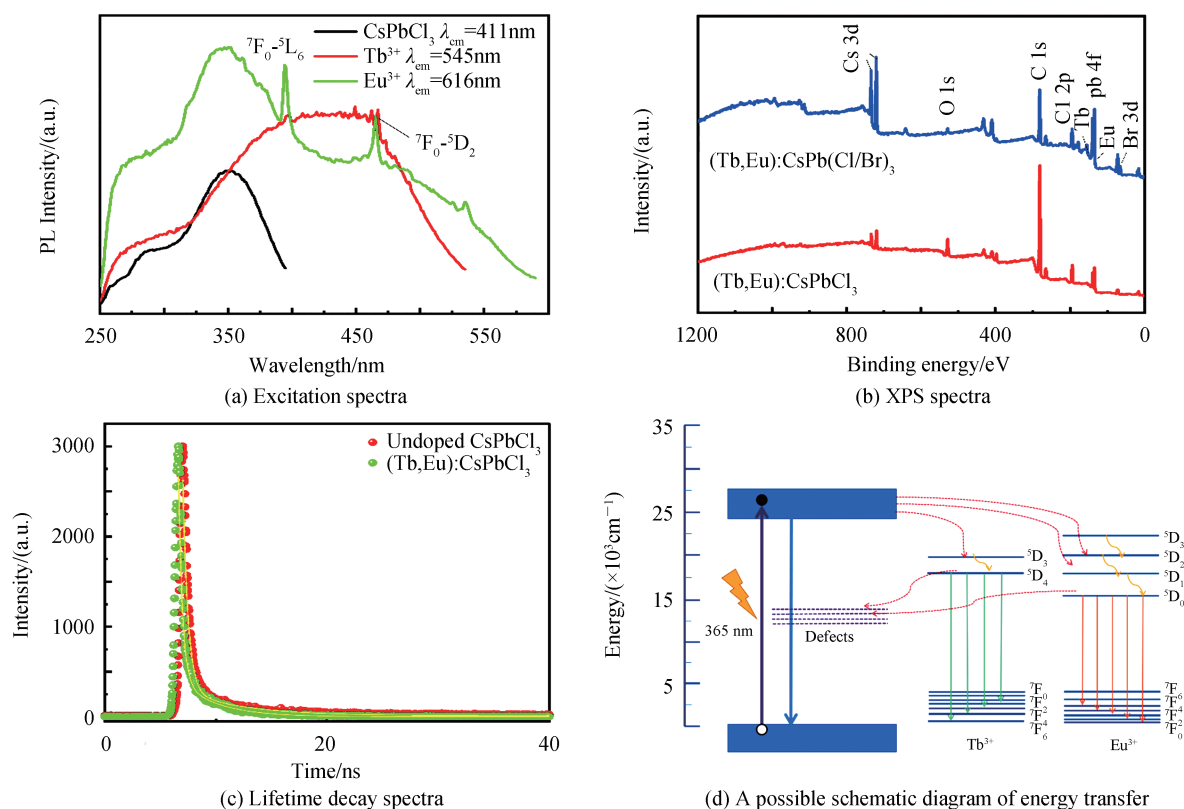 CsPbCl₃ λem=411nm
Tb³⁺ λem=545nm
Eu³⁺ λem=616nm
⁷F₀-⁵L₆
⁷F₀-⁵D₂
PL Intensity/(a.u.)
250 350 450 550
Wavelength/nm
(a) Excitation spectra
Cs 3d
O 1s
C 1s
Cl 2p
Tb
pb 4f
Eu
Br 3d
(Tb,Eu):CsPb(Cl/Br)₃
(Tb,Eu):CsPbCl₃
Intensity/(a.u.)
1200 800 400 0
Binding energy/eV
(b) XPS spectra
Undoped CsPbCl₃
(Tb,Eu):CsPbCl₃
Intensity/(a.u.)
3000
2000
1000
0
0 20 40
Time/ns
(c) Lifetime decay spectra
Energy/(×10³cm⁻¹)
35
25
15
5
365 nm
Defects
⁵D₃
⁵D₄
⁷F₀
⁷F₂
⁷F₄
⁷F₆
Tb³⁺
⁵D₃
⁵D₂
⁵D₁
⁵D₀
⁷F₆
⁷F₄
⁷F₂
⁷F₀
Eu³⁺
(d) A possible schematic diagram of energy transfer